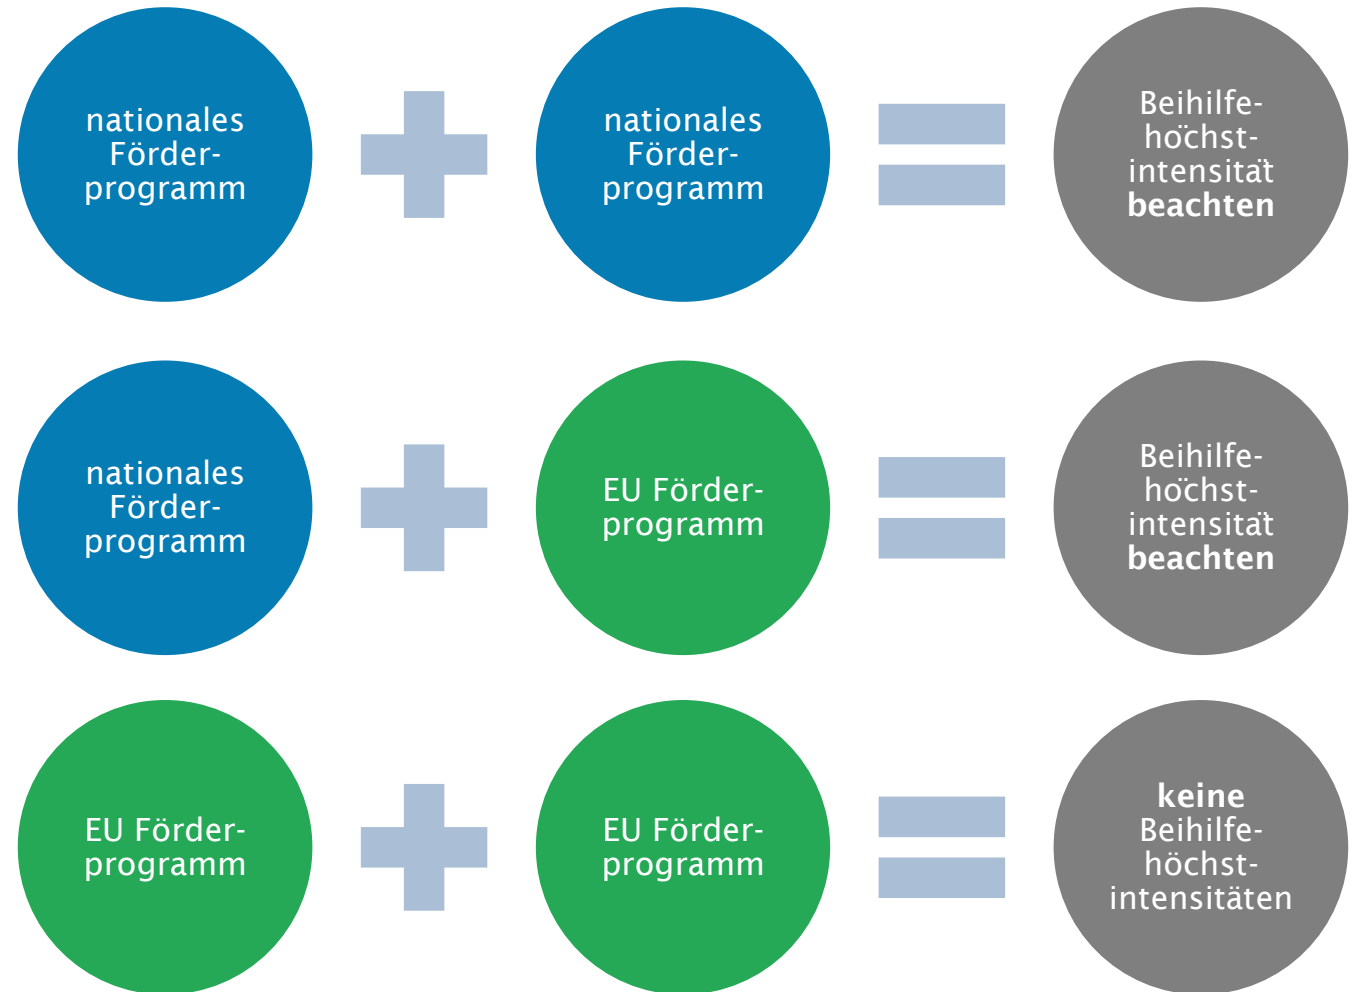 nationales
Förder-
programm
nationales
Förder-
programm
Beihilfe-
höchst-
intensität
beachten
nationales
Förder-
programm
EU Förder-
programm
Beihilfe-
höchst-
intensität
beachten
EU Förder-
programm
EU Förder-
programm
keine
Beihilfe-
höchst-
intensitäten